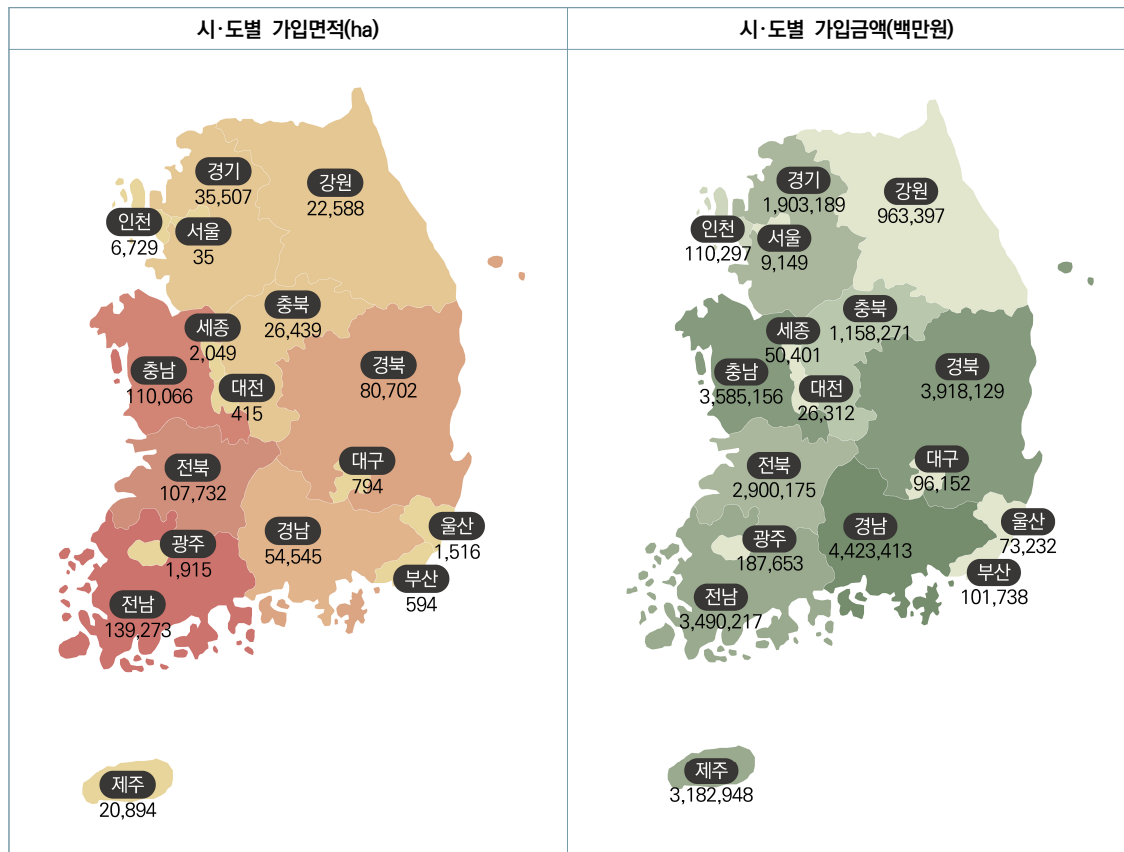 시·도별 가입면적(ha)
경기
35,507
강원
22,588
인천
6,729
서울
35
충북
26,439
세종
2,049
경북
80,702
충남
110,066
대전
415
전북
107,732
대구
794
경남
54,545
울산
1,516
광주
1,915
부산
594
전남
139,273
제주
20,894
시·도별 가입금액(백만원)
경기
1,903,189
강원
963,397
인천
110,297
서울
9,149
충북
1,158,271
세종
50,401
경북
3,918,129
충남
3,585,156
대전
26,312
전북
2,900,175
대구
96,152
경남
4,423,413
울산
73,232
광주
187,653
부산
101,738
전남
3,490,217
제주
3,182,948